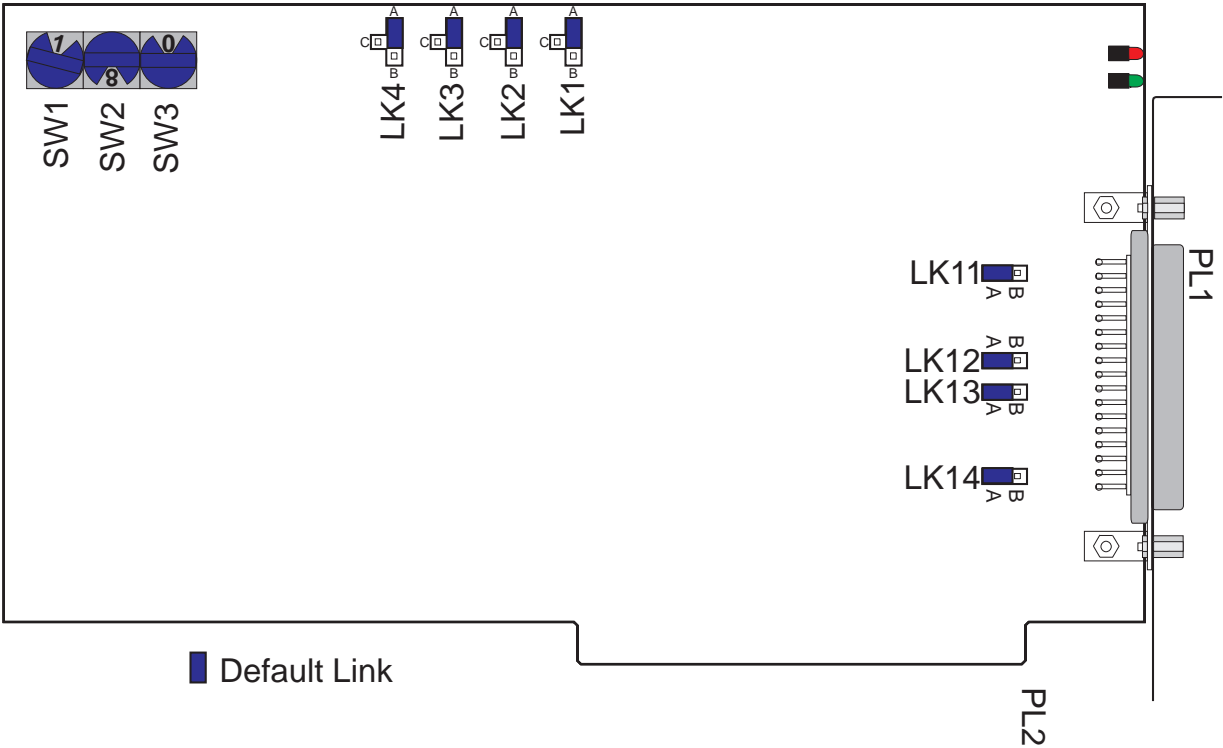 1
8
0
SW1
SW2
SW3
A
C
B
LK4
A
C
B
LK3
A
C
B
LK2
A
C
B
LK1
PL1
LK11
A B
A B
LK12
LK13
A B
LK14
A B
Default Link
PL2